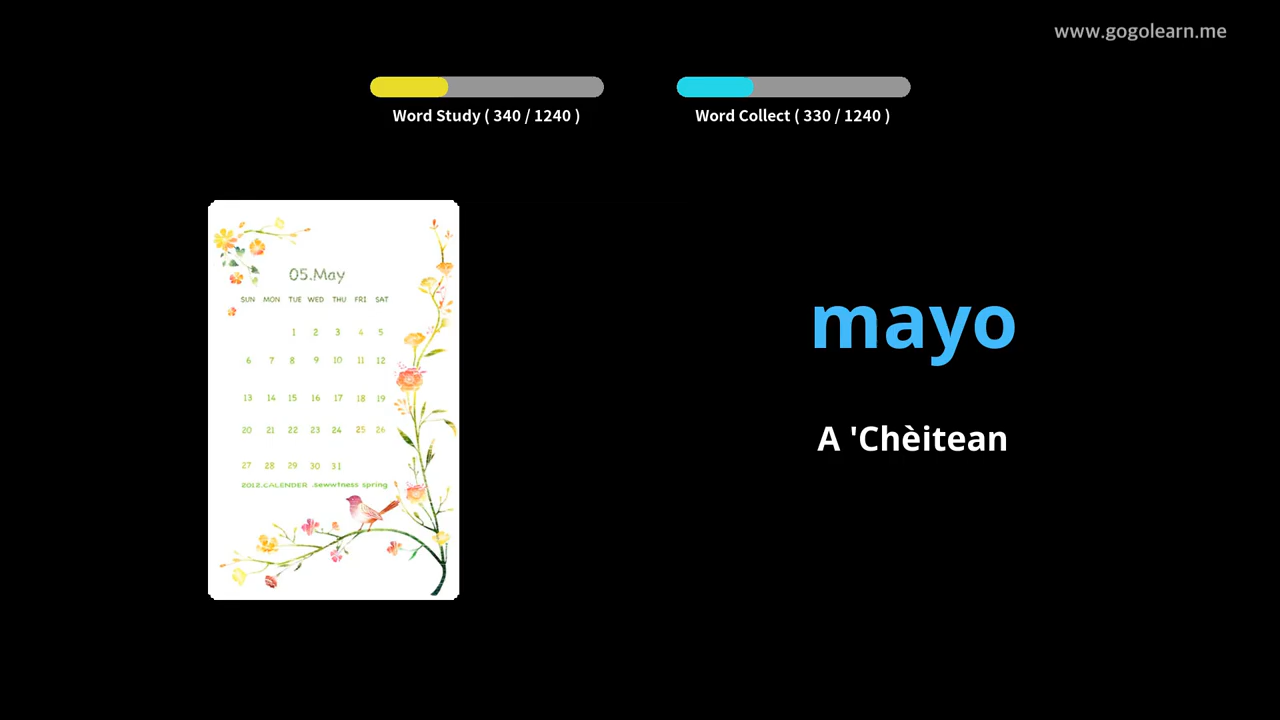 www.gogolearn.me
Word Study ( 340 / 1240 )
Word Collect ( 330 / 1240 )
05.May
SUN MON TUE WED THU FRI SAT
1 2 3 4 5
6 7 8 9 10 11 12
13 14 15 16 17 18 19
20 21 22 23 24 25 26
27 28 29 30 31
2012.CALENDER .sewwtness spring
mayo
A 'Chèitean